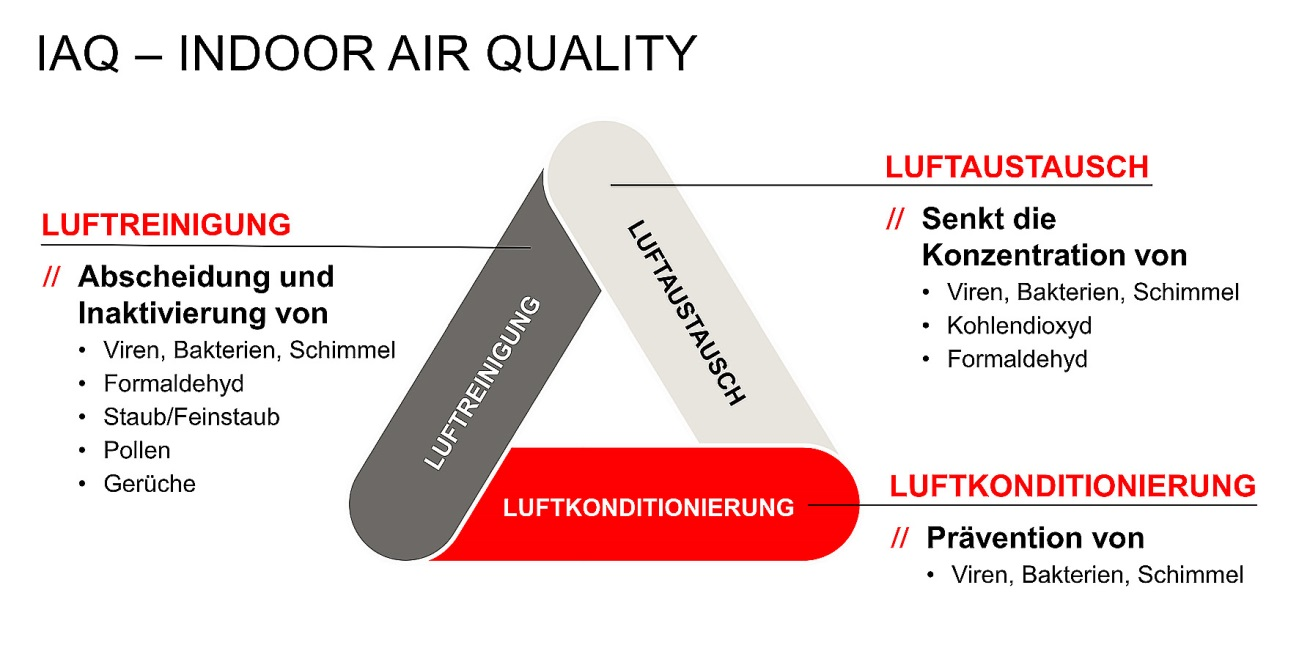 IAQ – INDOOR AIR QUALITY
LUFTREINIGUNG
// Abscheidung und
Inaktivierung von
• Viren, Bakterien, Schimmel
• Formaldehyd
• Staub/Feinstaub
• Pollen
• Gerüche
LUFTREINIGUNG
LUFTAUSTAUSCH
LUFTKONDITIONIERUNG
LUFTAUSTAUSCH
// Senkt die
Konzentration von
• Viren, Bakterien, Schimmel
• Kohlendioxyd
• Formaldehyd
LUFTKONDITIONIERUNG
// Prävention von
• Viren, Bakterien, Schimmel